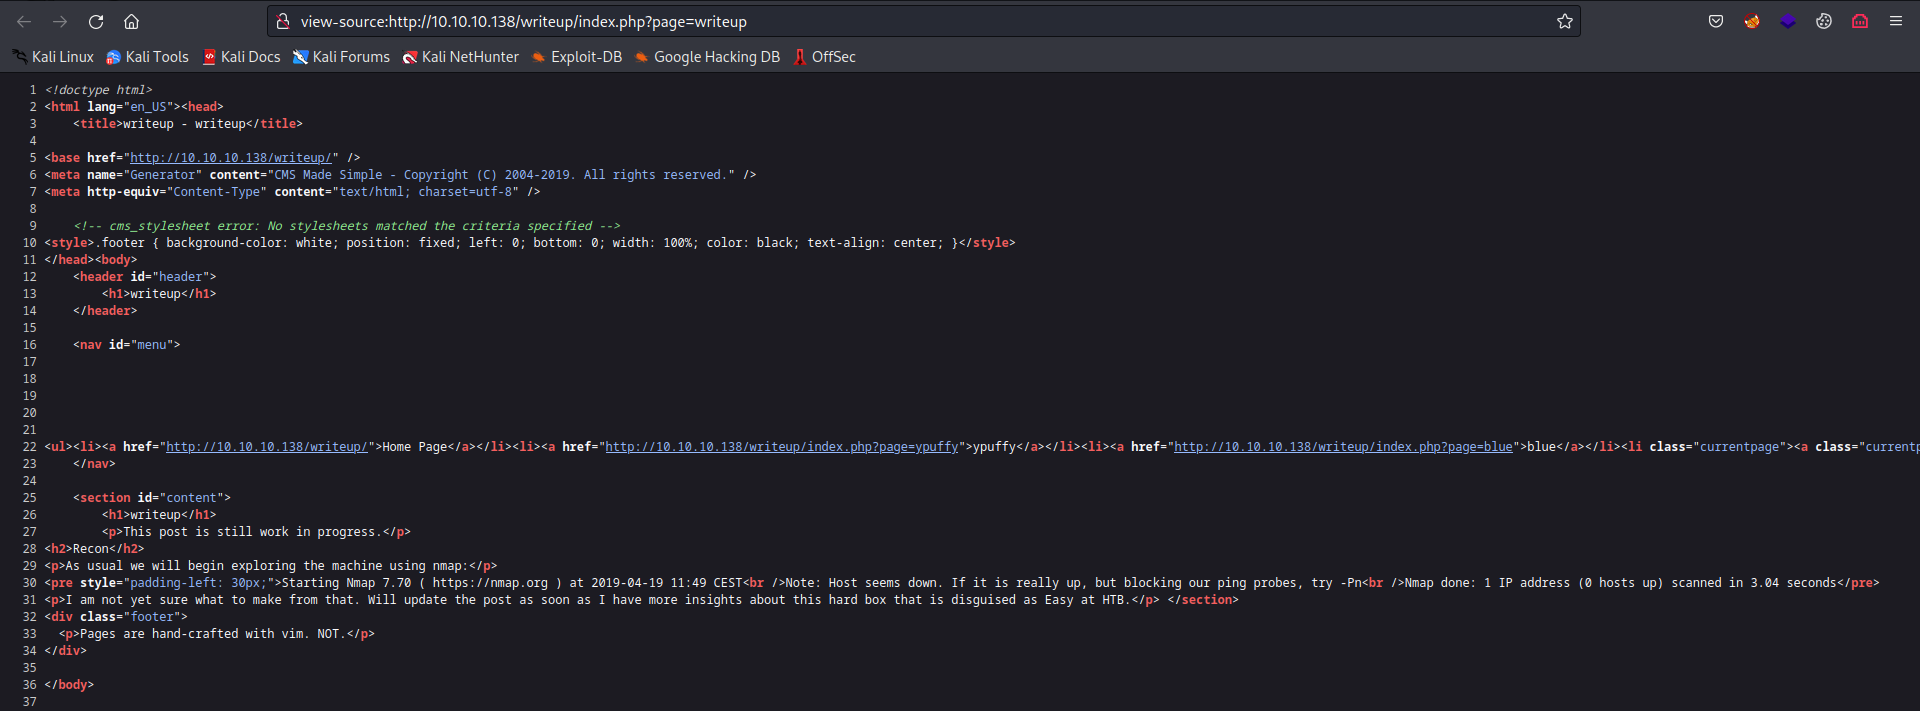 view-source:http://10.10.10.138/writeup/index.php?page=writeup
Kali Linux Kali Tools Kali Docs Kali Forums Kali NetHunter Exploit-DB Google Hacking DB OffSec
1 <!doctype html>
2 <html lang="en_US"><head>
3     <title>writeup - writeup</title>
4
5 <base href="http://10.10.10.138/writeup/" />
6 <meta name="Generator" content="CMS Made Simple - Copyright (C) 2004-2019. All rights reserved." />
7 <meta http-equiv="Content-Type" content="text/html; charset=utf-8" />
8
9     <!-- cms_stylesheet error: No stylesheets matched the criteria specified -->
10 <style>.footer { background-color: white; position: fixed; left: 0; bottom: 0; width: 100%; color: black; text-align: center; }</style>
11 </head><body>
12     <header id="header">
13         <h1>writeup</h1>
14     </header>
15
16     <nav id="menu">
17
18
19
20
21
22 <ul><li><a href="http://10.10.10.138/writeup/">Home Page</a></li><li><a href="http://10.10.10.138/writeup/index.php?page=ypuffy">ypuffy</a></li><li><a href="http://10.10.10.138/writeup/index.php?page=blue">blue</a></li><li class="currentpage"><a class="currentp
23     </nav>
24
25     <section id="content">
26         <h1>writeup</h1>
27         <p>This post is still work in progress.</p>
28 <h2>Recon</h2>
29 <p>As usual we will begin exploring the machine using nmap:</p>
30 <pre style="padding-left: 30px;">Starting Nmap 7.70 ( https://nmap.org ) at 2019-04-19 11:49 CEST<br />Note: Host seems down. If it is really up, but blocking our ping probes, try -Pn<br />Nmap done: 1 IP address (0 hosts up) scanned in 3.04 seconds</pre>
31 <p>I am not yet sure what to make from that. Will update the post as soon as I have more insights about this hard box that is disguised as Easy at HTB.</p> </section>
32 <div class="footer">
33   <p>Pages are hand-crafted with vim. NOT.</p>
34 </div>
35
36 </body>
37